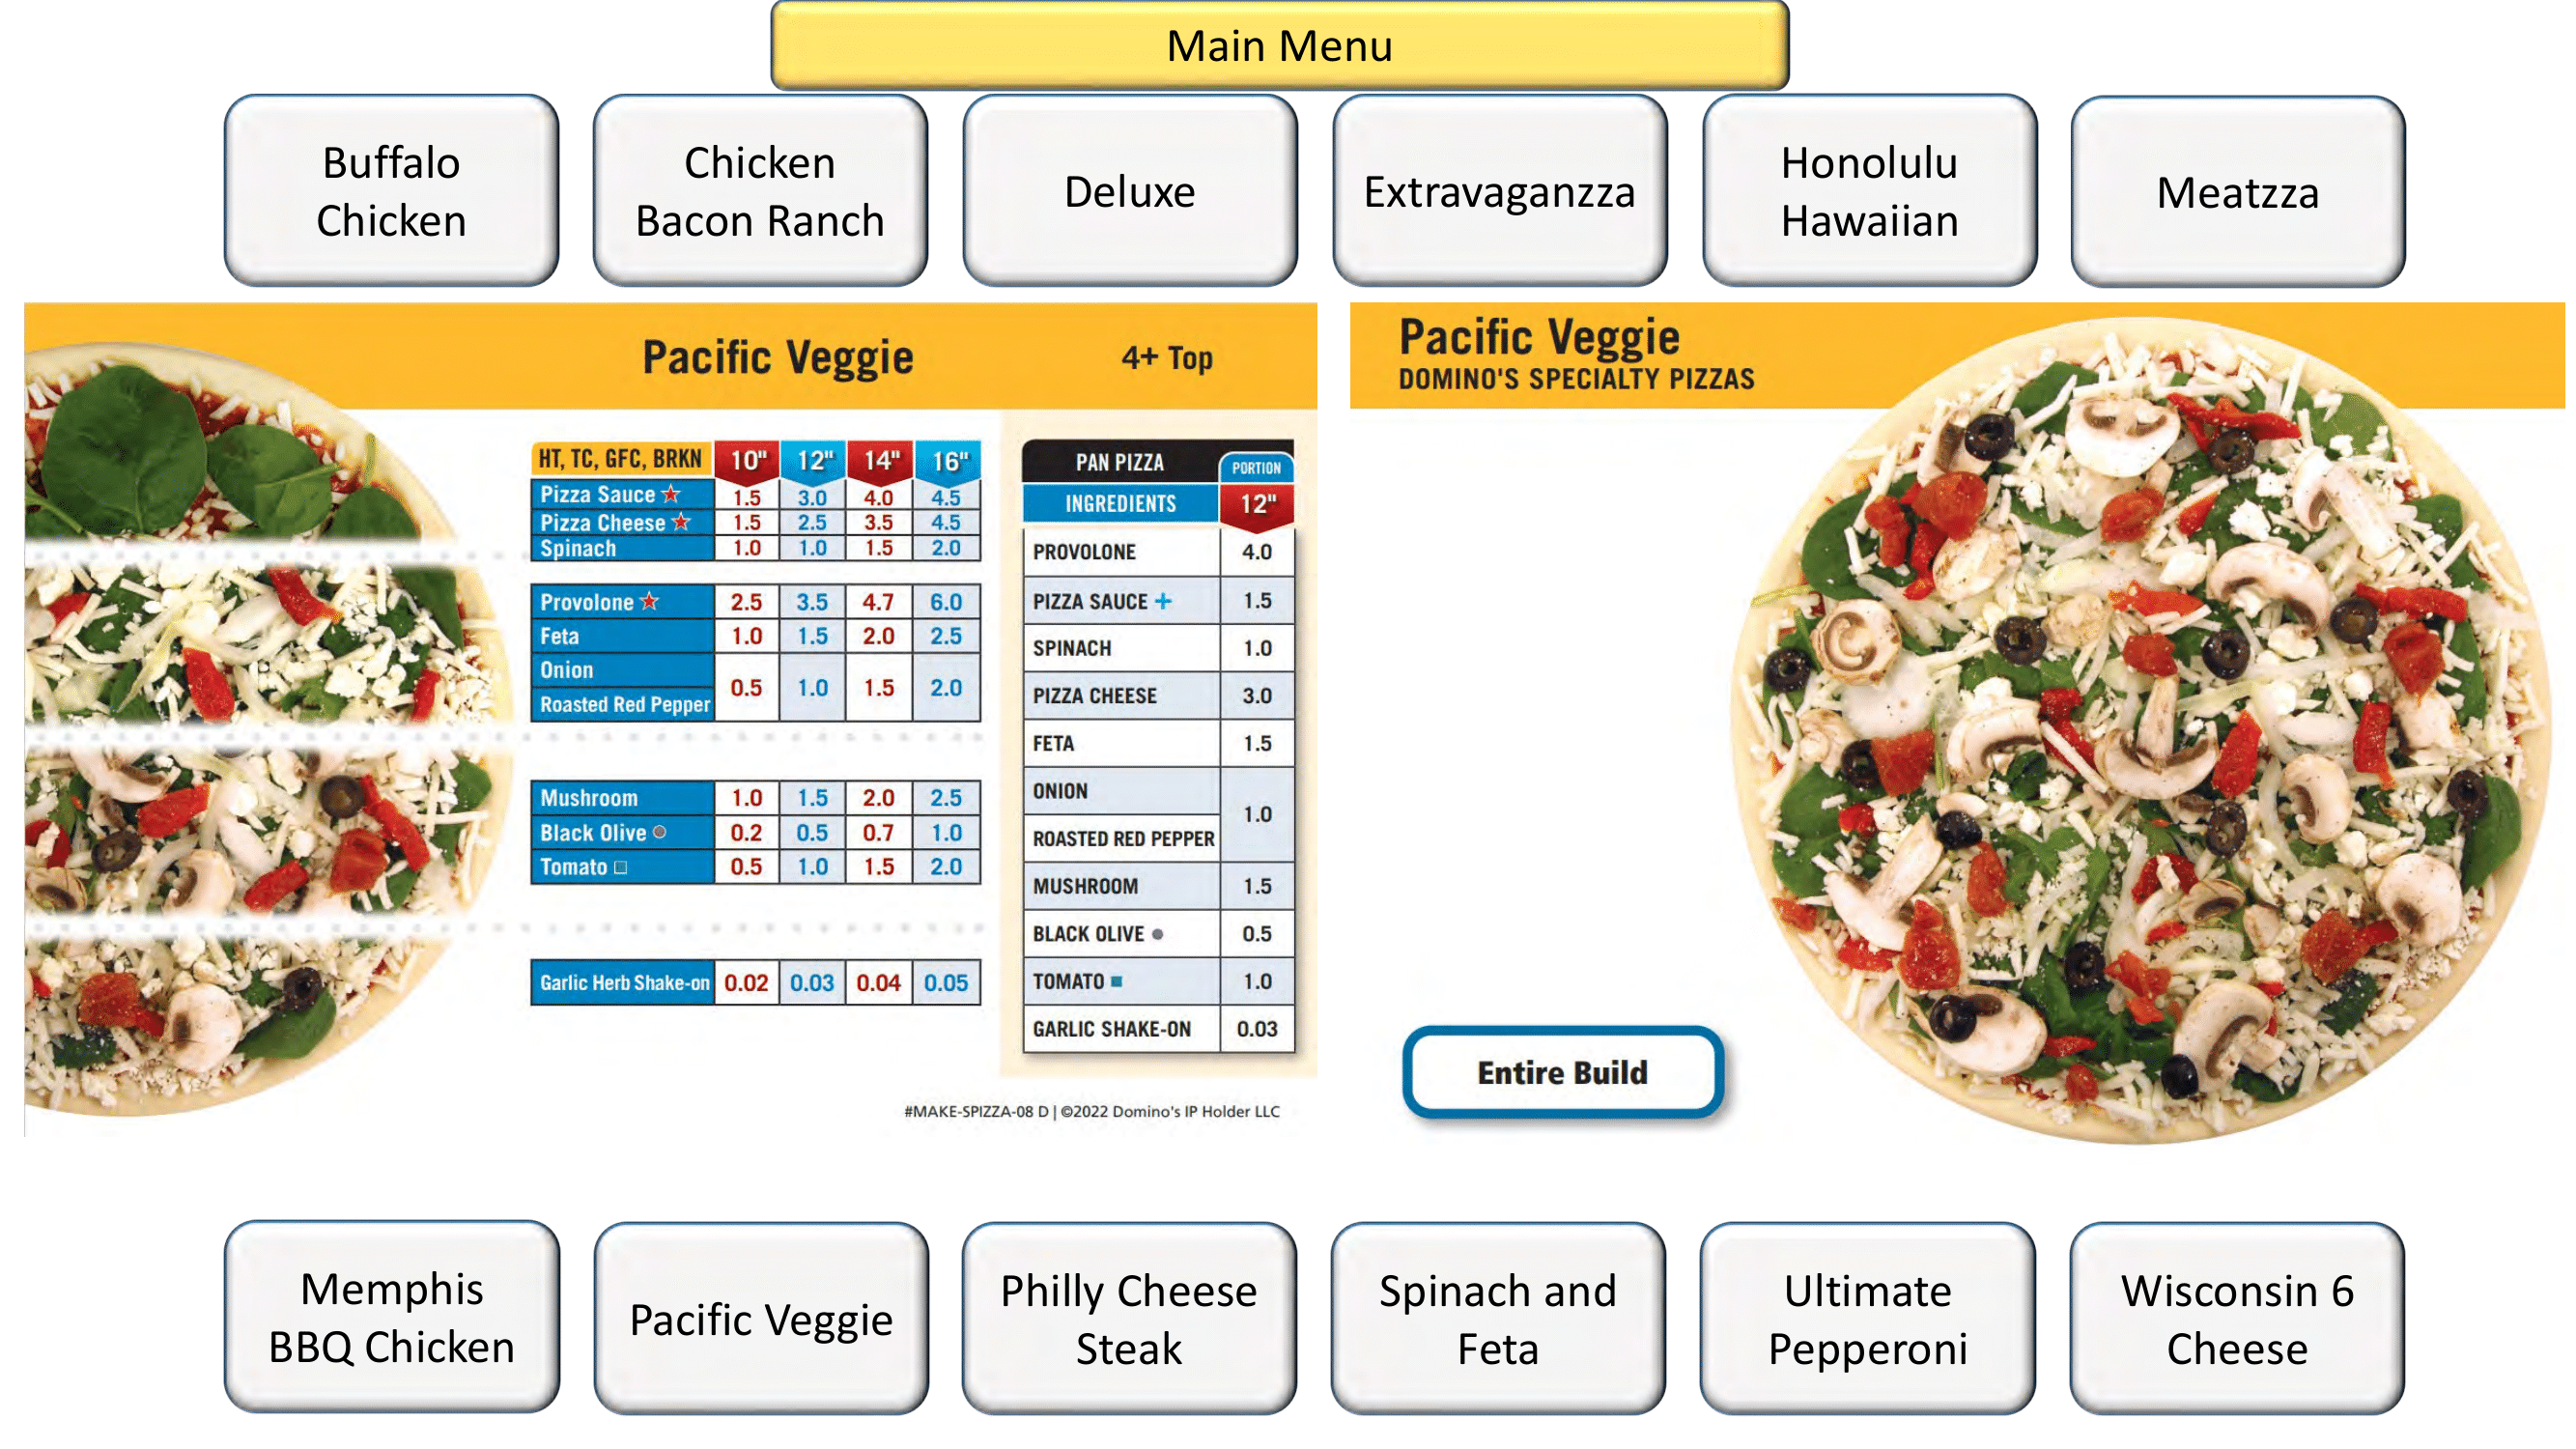 Main Menu
Buffalo
Chicken
Chicken
Bacon Ranch
Deluxe
Extravaganzza
Honolulu
Hawaiian
Meatzza
Pacific Veggie 4+ Top
HT, TC, GFC, BRKN 10" 12" 14" 16"
Pizza Sauce ★ 1.5 3.0 4.0 4.5
Pizza Cheese ★ 1.5 2.5 3.5 4.5
Spinach 1.0 1.0 1.5 2.0
Provolone ★ 2.5 3.5 4.7 6.0
Feta 1.0 1.5 2.0 2.5
Onion
0.5 1.0 1.5 2.0
Roasted Red Pepper
Mushroom 1.0 1.5 2.0 2.5
Black Olive 0.2 0.5 0.7 1.0
Tomato 0.5 1.0 1.5 2.0
Garlic Herb Shake-on 0.02 0.03 0.04 0.05
PAN PIZZA PORTION
INGREDIENTS 12"
PROVOLONE 4.0
PIZZA SAUCE + 1.5
SPINACH 1.0
PIZZA CHEESE 3.0
FETA 1.5
ONION
1.0
ROASTED RED PEPPER
MUSHROOM 1.5
BLACK OLIVE 0.5
TOMATO 1.0
GARLIC SHAKE-ON 0.03
#MAKE-SPIZZA-08 D | ©2022 Domino's IP Holder LLC
Pacific Veggie
DOMINO'S SPECIALTY PIZZAS
Entire Build
Memphis
BBQ Chicken
Pacific Veggie
Philly Cheese
Steak
Spinach and
Feta
Ultimate
Pepperoni
Wisconsin 6
Cheese